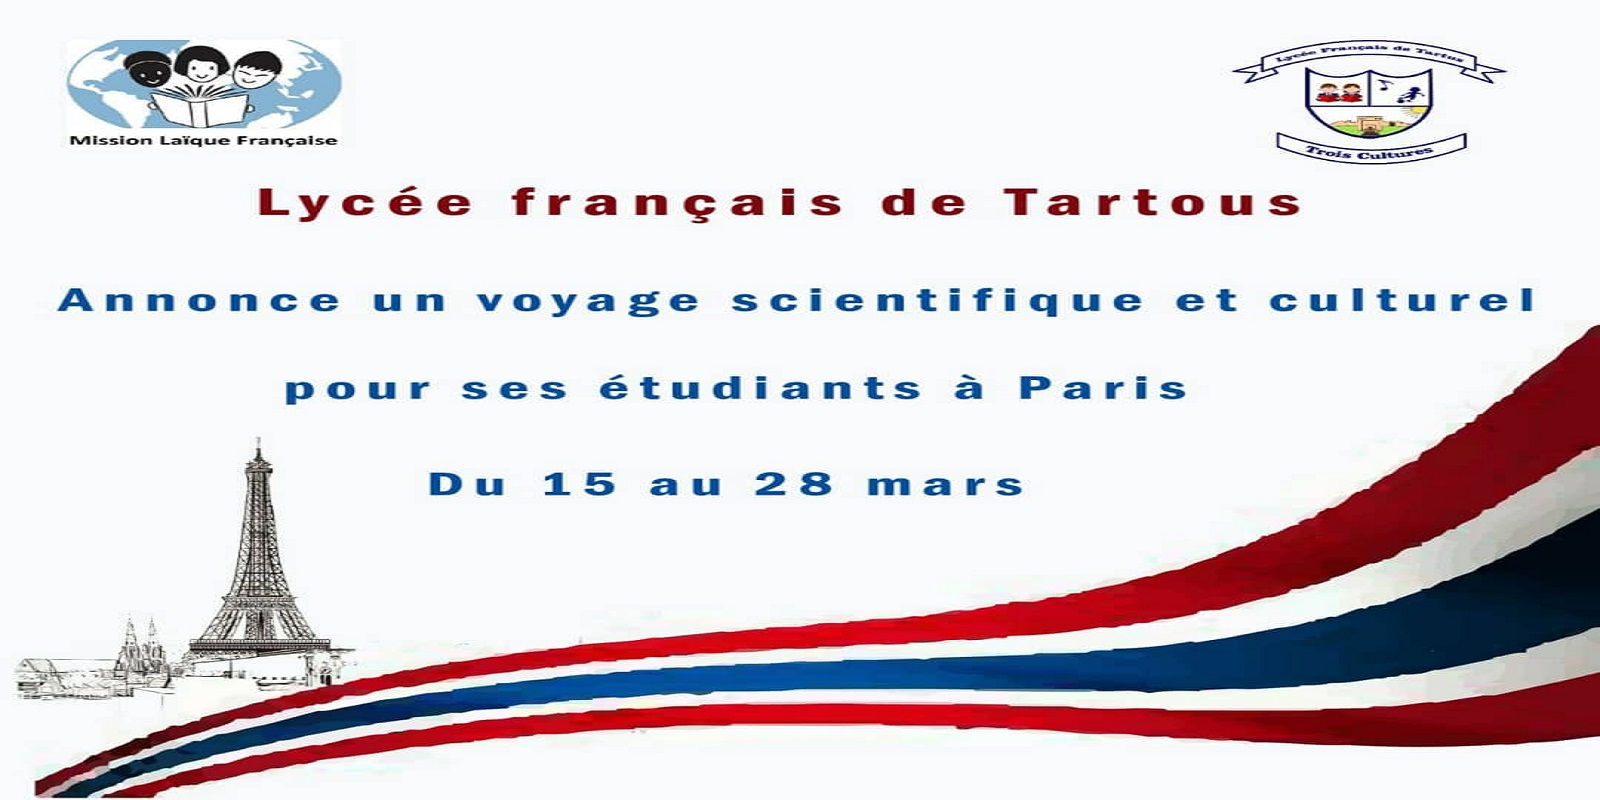 Mission Laïque Française
Lycée Français de Tartus
Trois Cultures
Lycée français de Tartous
Annonce un voyage scientifique et culturel
pour ses étudiants à Paris
Du 15 au 28 mars